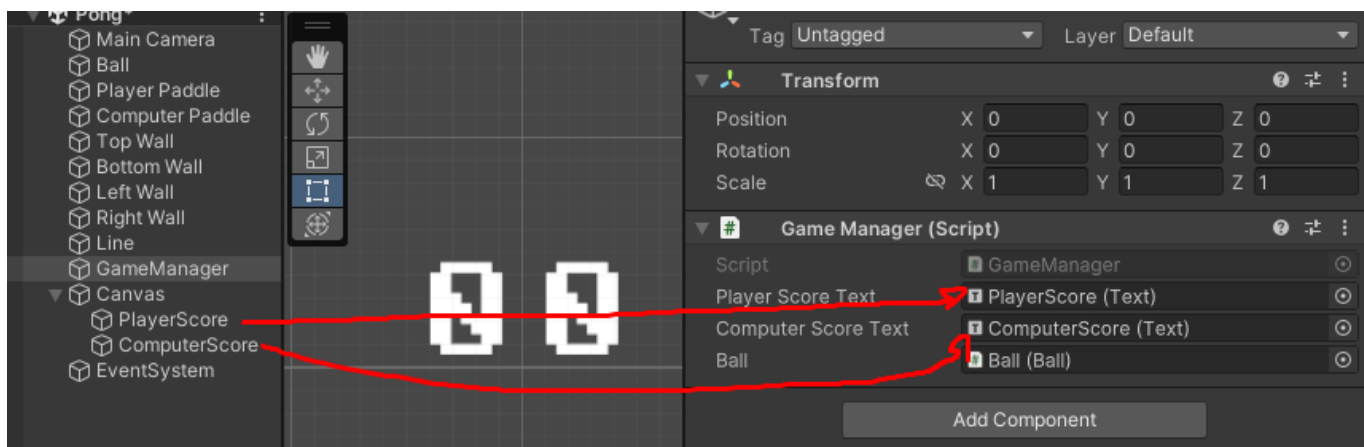 Pong*
Main Camera
Ball
Player Paddle
Computer Paddle
Top Wall
Bottom Wall
Left Wall
Right Wall
Line
GameManager
Canvas
PlayerScore
ComputerScore
EventSystem
0 0
Tag Untagged Layer Default
Transform
Position X 0 Y 0 Z 0
Rotation X 0 Y 0 Z 0
Scale X 1 Y 1 Z 1
# Game Manager (Script)
Script # GameManager
Player Score Text T PlayerScore (Text)
Computer Score Text T ComputerScore (Text)
Ball # Ball (Ball)
Add Component